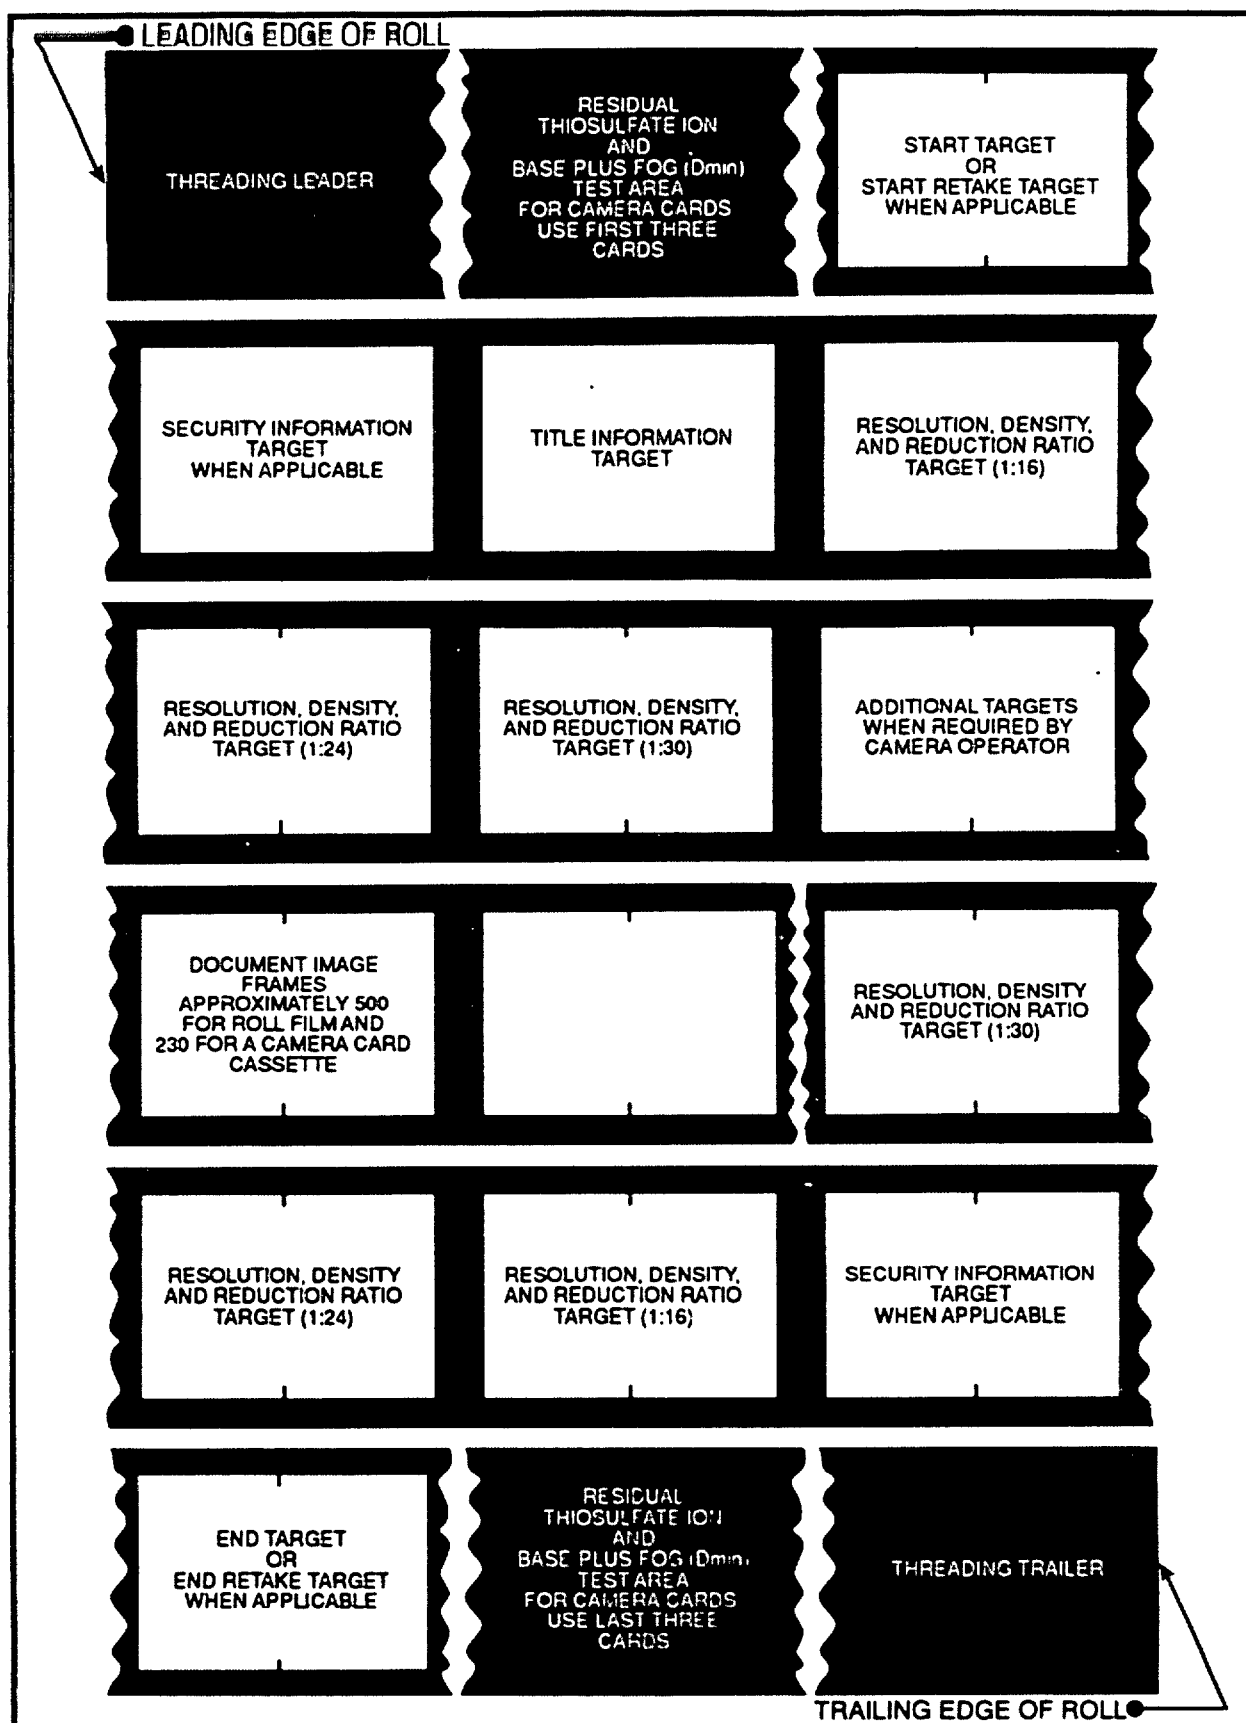 LEADING EDGE OF ROLL
THREADING LEADER
RESIDUAL
THIOSULFATE ION
AND
BASE PLUS FOG (Dmin)
TEST AREA
FOR CAMERA CARDS
USE FIRST THREE
CARDS
START TARGET
OR
START RETAKE TARGET
WHEN APPLICABLE
SECURITY INFORMATION
TARGET
WHEN APPLICABLE
TITLE INFORMATION
TARGET
RESOLUTION, DENSITY,
AND REDUCTION RATIO
TARGET (1:16)
RESOLUTION, DENSITY,
AND REDUCTION RATIO
TARGET (1:24)
RESOLUTION, DENSITY,
AND REDUCTION RATIO
TARGET (1:30)
ADDITIONAL TARGETS
WHEN REQUIRED BY
CAMERA OPERATOR
DOCUMENT IMAGE
FRAMES
APPROXIMATELY 500
FOR ROLL FILM AND
230 FOR A CAMERA CARD
CASSETTE
RESOLUTION, DENSITY
AND REDUCTION RATIO
TARGET (1:30)
RESOLUTION, DENSITY
AND REDUCTION RATIO
TARGET (1:24)
RESOLUTION, DENSITY,
AND REDUCTION RATIO
TARGET (1:16)
SECURITY INFORMATION
TARGET
WHEN APPLICABLE
END TARGET
OR
END RETAKE TARGET
WHEN APPLICABLE
RESIDUAL
THIOSULFATE ION
AND
BASE PLUS FOG (Dmin)
TEST AREA
FOR CAMERA CARDS
USE LAST THREE
CARDS
THREADING TRAILER
TRAILING EDGE OF ROLL